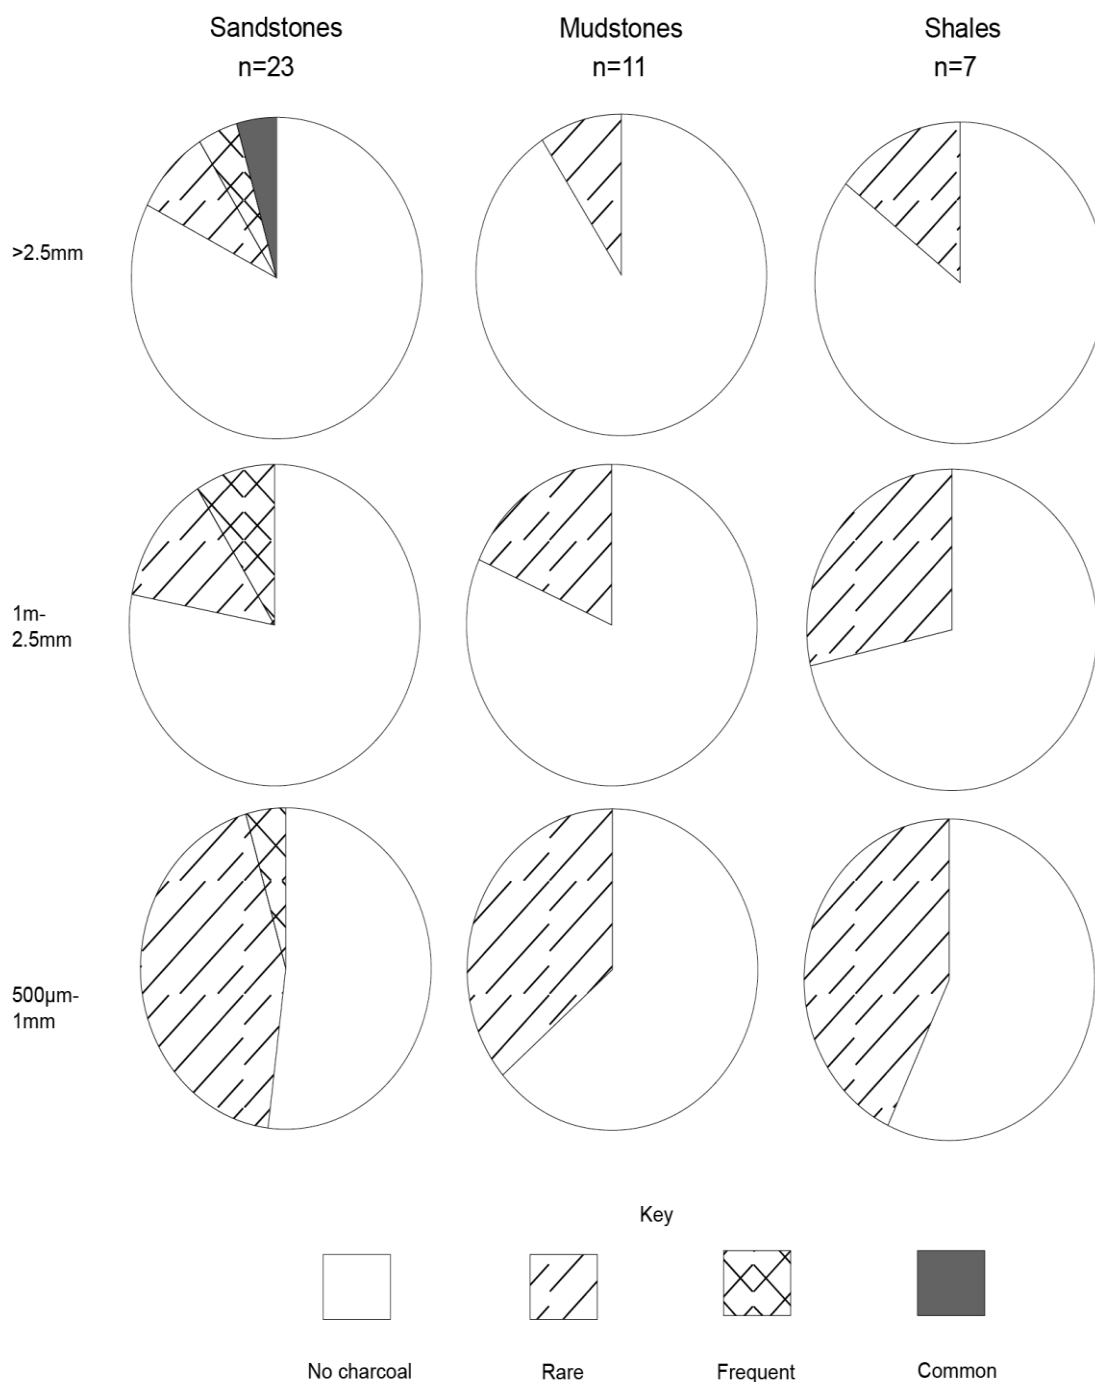 Sandstones
n=23
Mudstones
n=11
Shales
n=7
>2.5mm
1m-
2.5mm
500µm-
1mm
Key
No charcoal
Rare
Frequent
Common